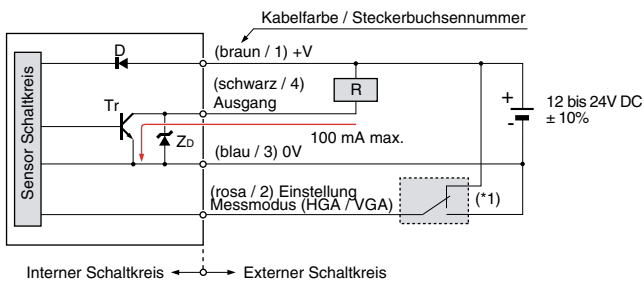 Kabelfarbe / Steckerbuchsennummer
D
(braun / 1) +V
(schwarz / 4)
Ausgang
R
Tr
ZD
100 mA max.
+
-
12 bis 24V DC
± 10%
Sensor Schaltkreis
(blau / 3) 0V
(rosa / 2) Einstellung
Messmodus (HGA / VGA)
(*1)
Interner Schaltkreis
Externer Schaltkreis